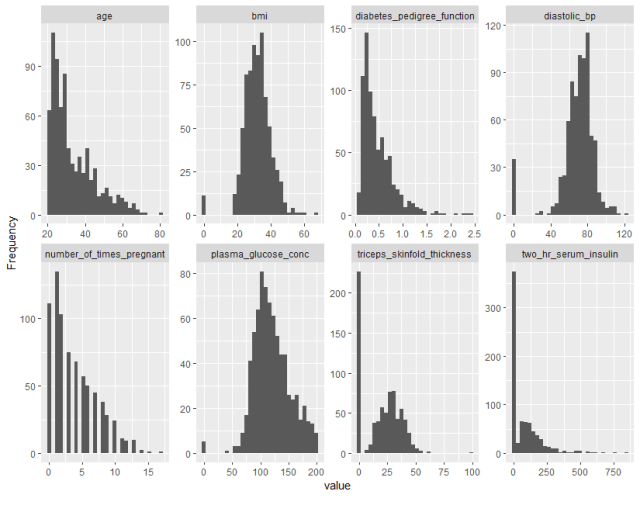 age bmi diabetes_pedigree_function diastolic_bp
90 60 30 0
100 75 50 25 0
150 100 50 0
120 90 60 30 0
20 40 60 80
0 20 40 60
0.0 0.5 1.0 1.5 2.0 2.5
0 40 80 120
Frequency
number_of_times_pregnant plasma_glucose_conc triceps_skinfold_thickness two_hr_serum_insulin
100 50 0
80 60 40 20 0
200 150 100 50 0
300 200 100 0
0 5 10 15
0 50 100 150 200
0 25 50 75 100
0 250 500 750
value